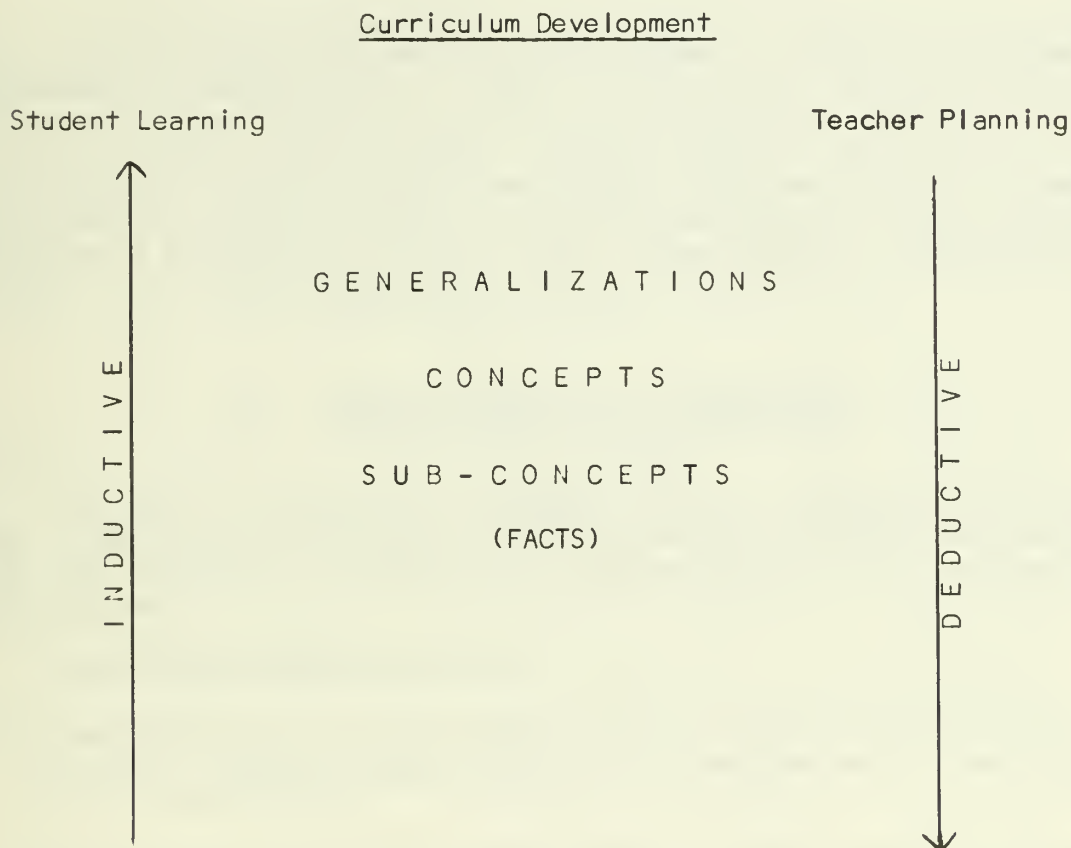 Curriculum Development
Student Learning
Teacher Planning
GENERALIZATIONS
CONCEPTS
SUB-CONCEPTS
(FACTS)
INDUCTIVE
DEDUCTIVE